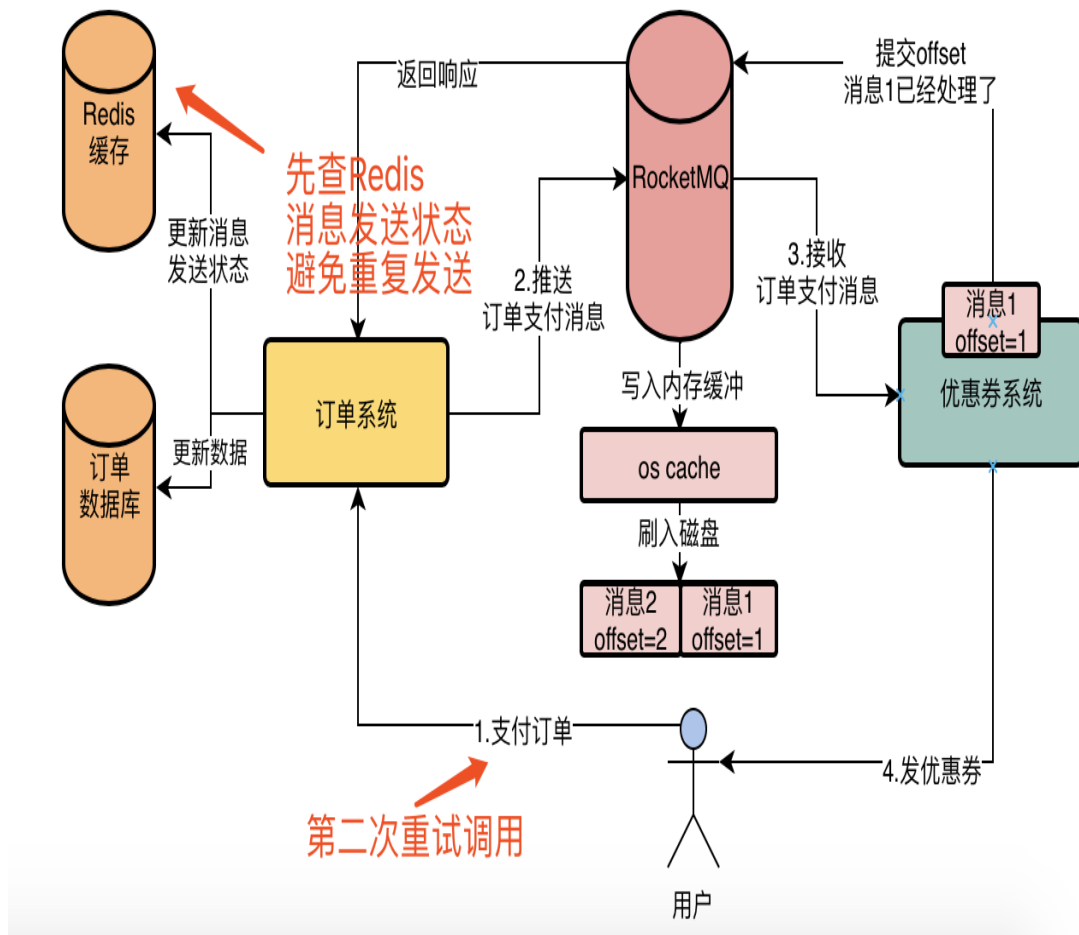 Redis
缓存
返回响应
提交offset
消息1已经处理了
先查Redis
消息发送状态
避免重复发送
RocketMQ
更新消息
发送状态
2.推送
订单支付消息
3.接收
订单支付消息
消息1
offset=1
优惠券系统
订单系统
写入内存缓冲
os cache
更新数据
订单
数据库
刷入磁盘
消息2
offset=2
消息1
offset=1
1.支付订单
4.发优惠券
第二次重试调用
用户